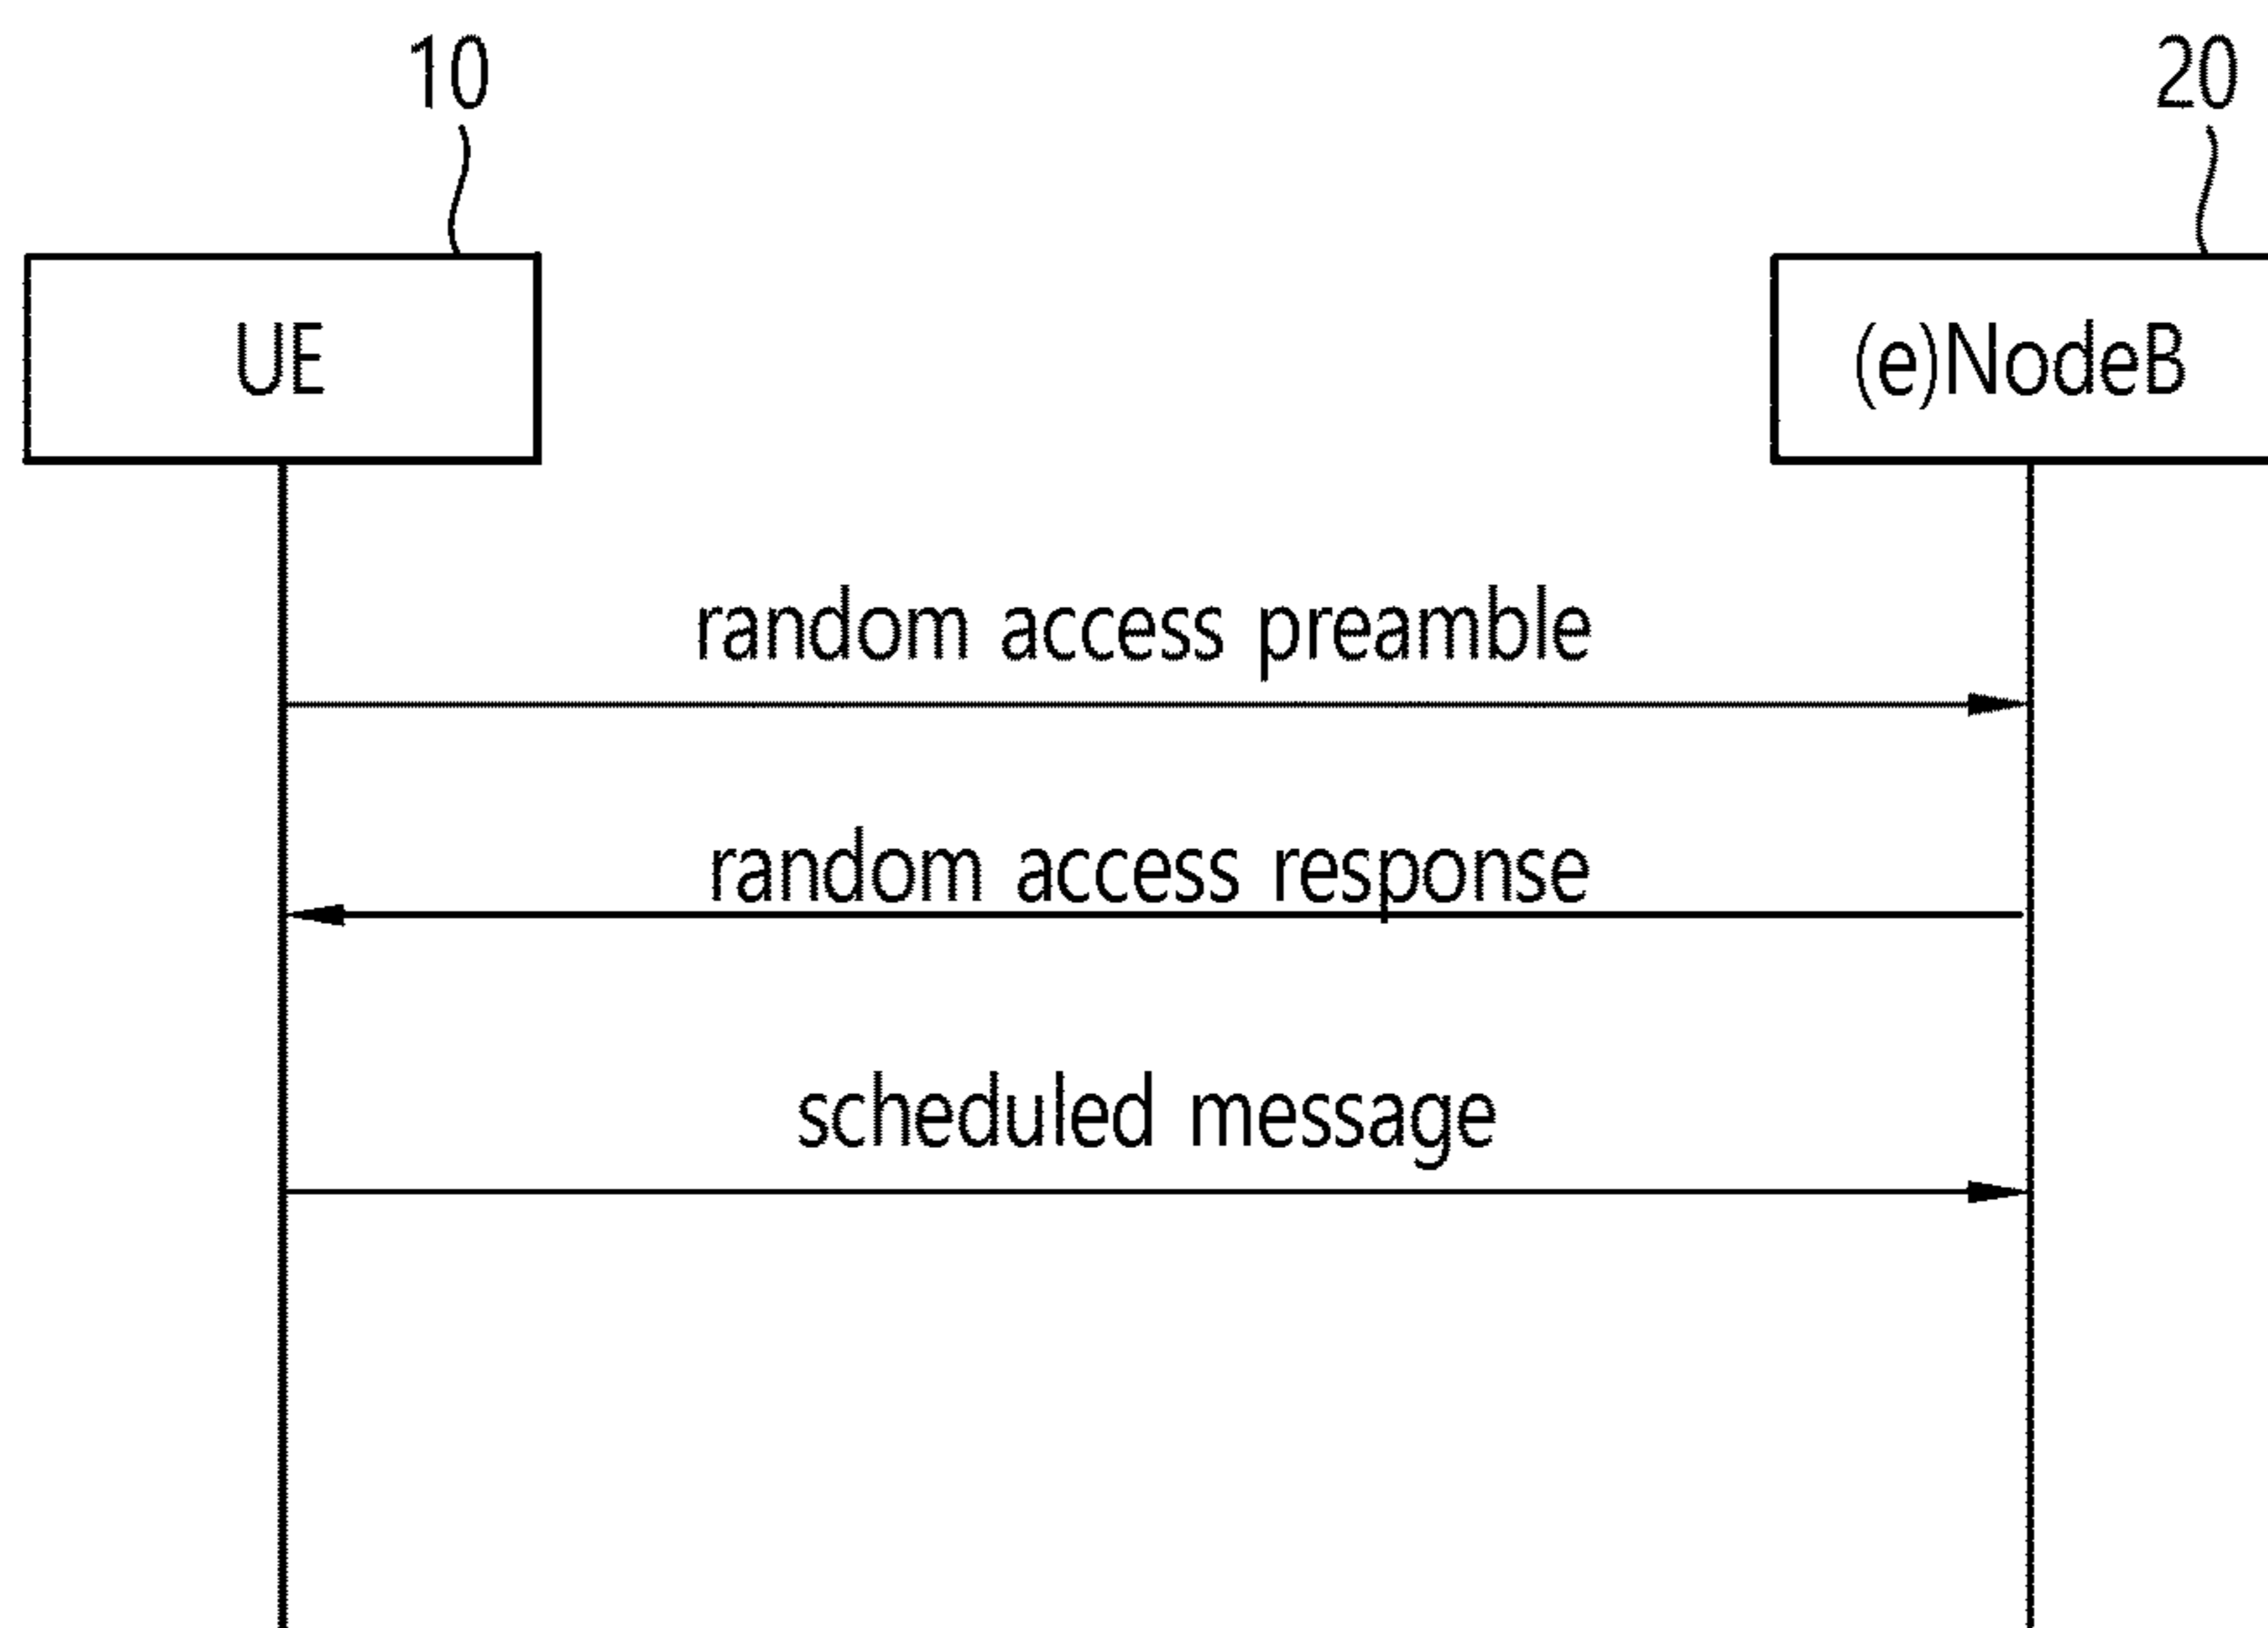 10
20
UE
(e)NodeB
random access preamble
random access response
scheduled message